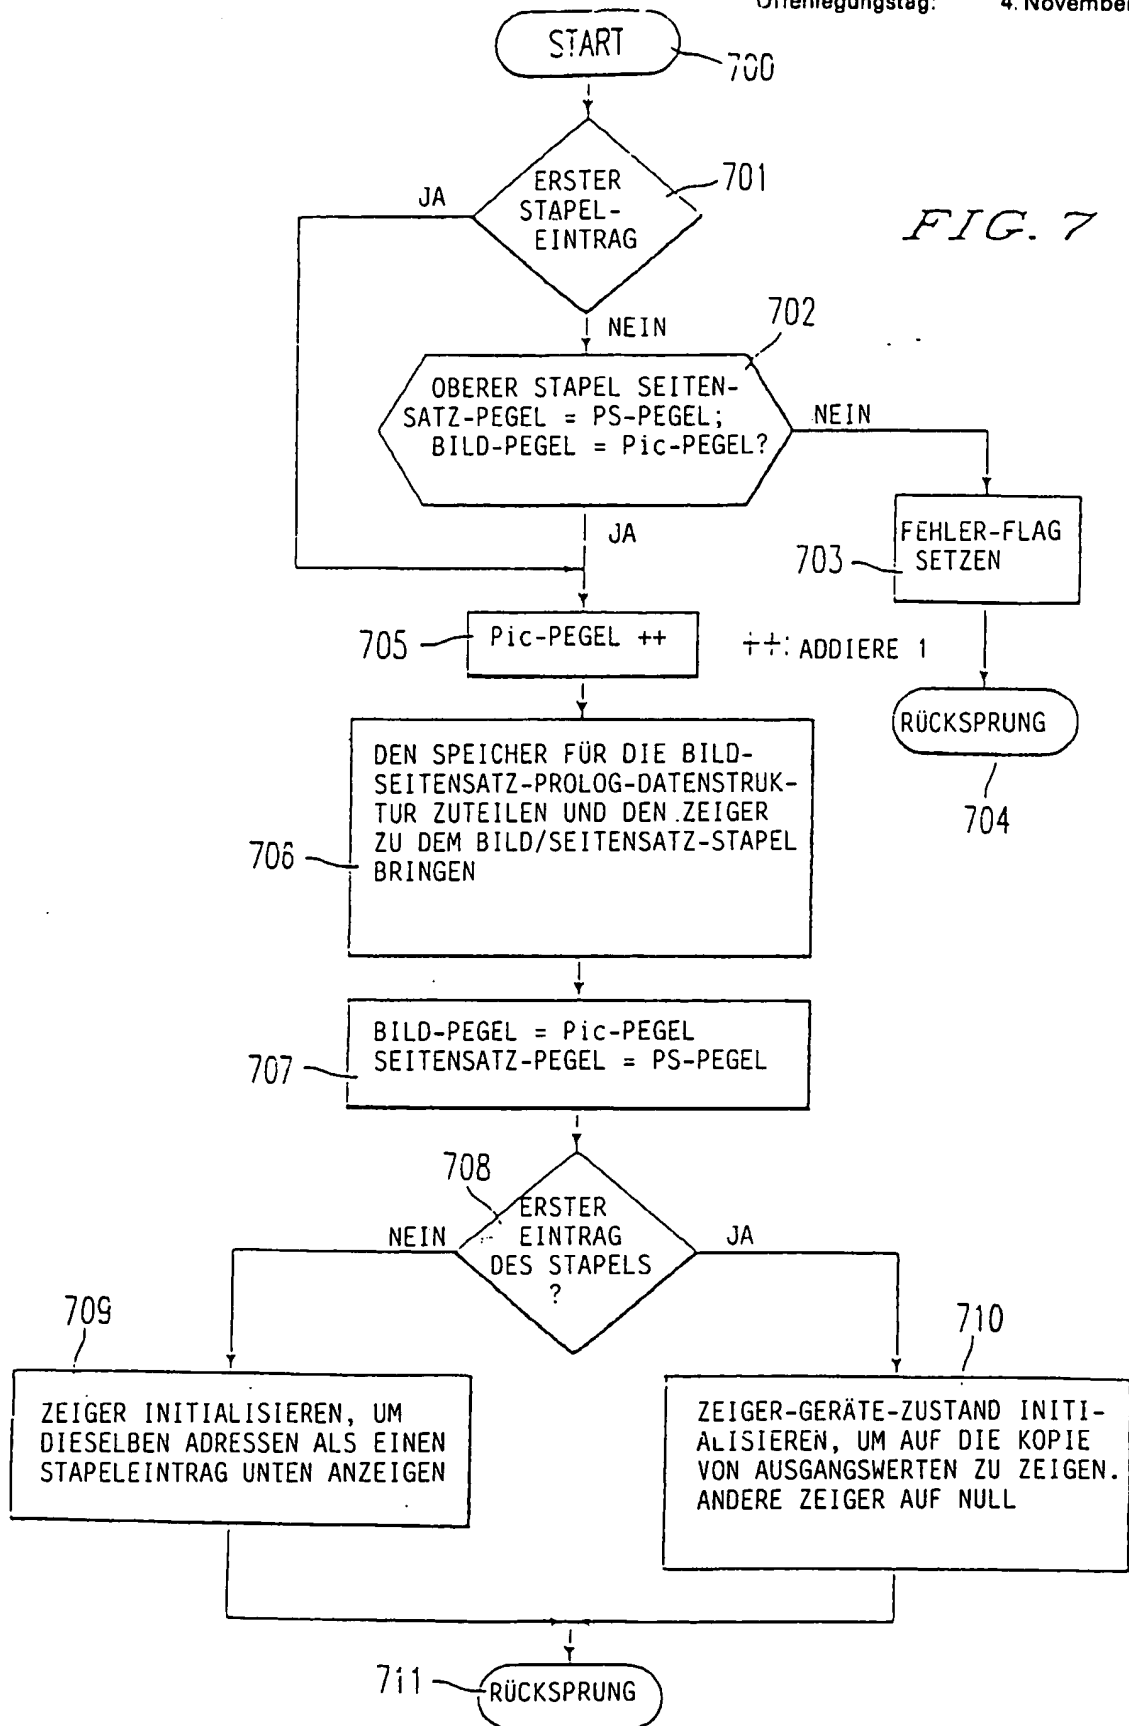 Offenlegungstag: 4. November
START
700
ERSTER
STAPEL-
EINTRAG
701
JA
FIG. 7
NEIN
702
OBERER STAPEL SEITEN-
SATZ-PEGEL = PS-PEGEL;
BILD-PEGEL = Pic-PEGEL?
NEIN
JA
FEHLER-FLAG
SETZEN
703
705
Pic-PEGEL ++
++: ADDIERE 1
RÜCKSPRUNG
704
DEN SPEICHER FÜR DIE BILD-
SEITENSATZ-PROLOG-DATENSTRUK-
TUR ZUTEILEN UND DEN ZEIGER
ZU DEM BILD/SEITENSATZ-STAPEL
BRINGEN
706
BILD-PEGEL = Pic-PEGEL
SEITENSATZ-PEGEL = PS-PEGEL
707
708
ERSTER
EINTRAG
DES STAPELS
?
NEIN
JA
709
710
ZEIGER INITIALISIEREN, UM
DIESELBEN ADRESSEN ALS EINEN
STAPELEINTRAG UNTEN ANZEIGEN
ZEIGER-GERÄTE-ZUSTAND INITI-
ALISIEREN, UM AUF DIE KOPIE
VON AUSGANGSWERTEN ZU ZEIGEN.
ANDERE ZEIGER AUF NULL
711
RÜCKSPRUNG